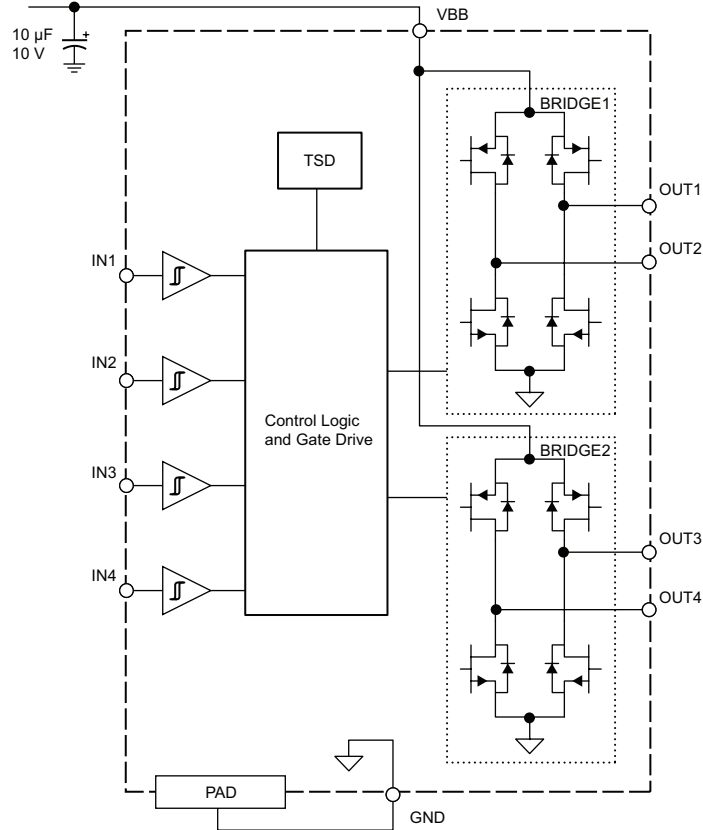 VBB
10 µF
+
10 V
BRIDGE1
TSD
OUT1
OUT2
IN1
IN2
Control Logic
and Gate Drive
BRIDGE2
IN3
OUT3
IN4
OUT4
PAD
GND